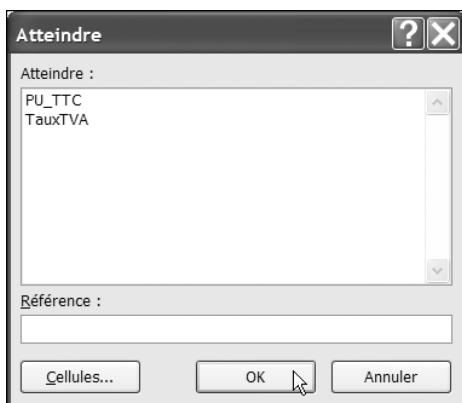 Atteindre
Atteindre :
PU_TTC
TauxTVA
Référence :
Cellules...
OK
Annuler